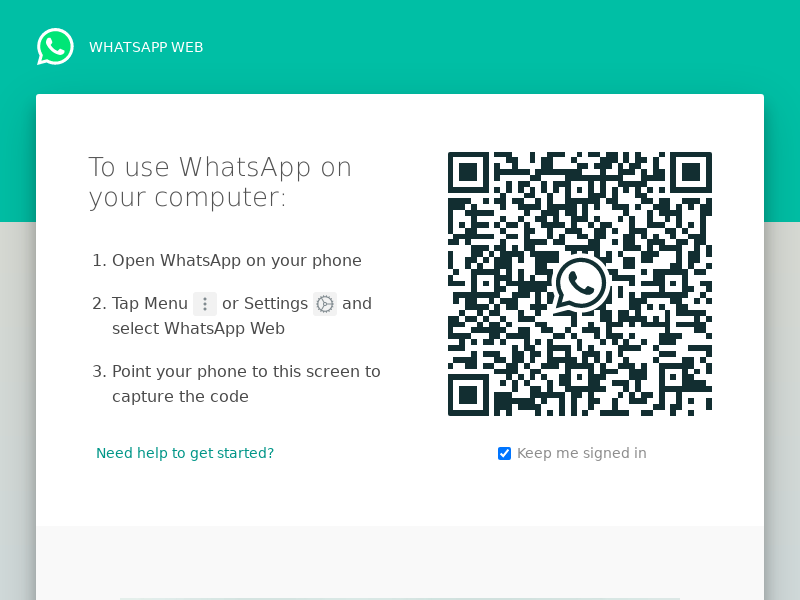 WHATSAPP WEB
To use WhatsApp on
your computer:
1. Open WhatsApp on your phone
2. Tap Menu or Settings and
select WhatsApp Web
3. Point your phone to this screen to
capture the code
Need help to get started?
Keep me signed in